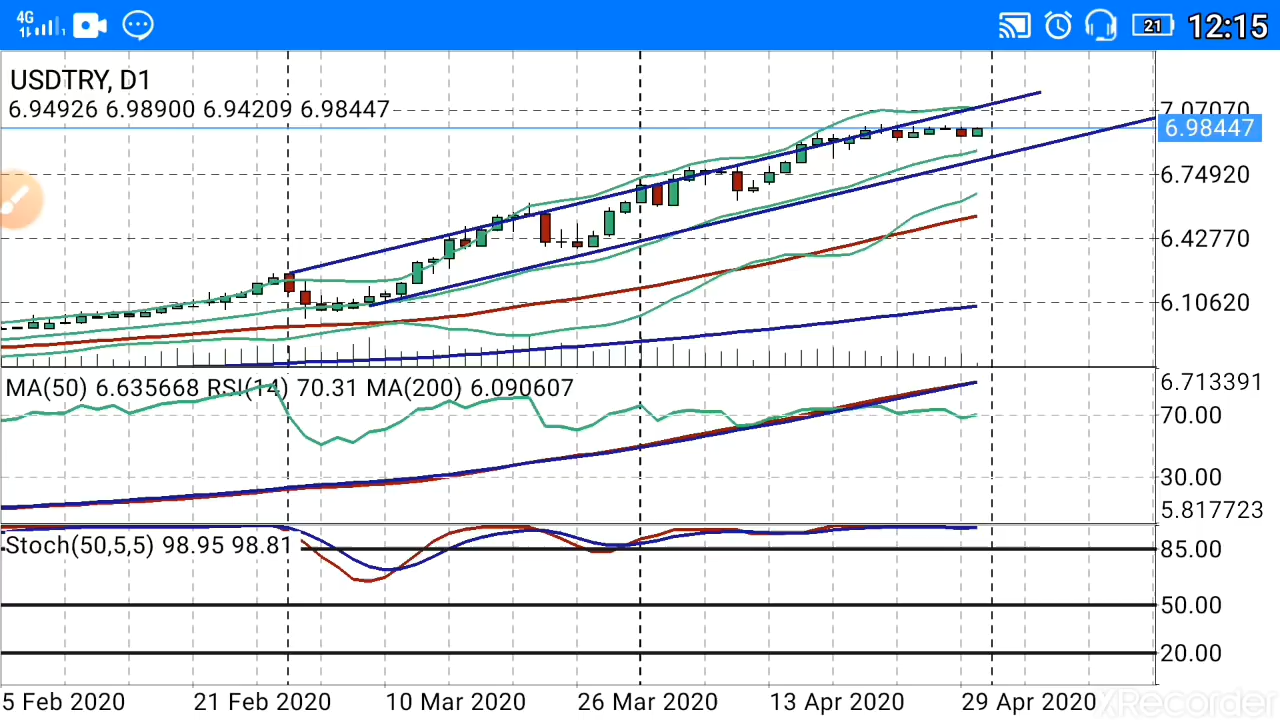 4G 21 12:15
USDTRY, D1
6.94926 6.98900 6.94209 6.98447
7.07070
6.98447
6.74920
6.42770
6.10620
MA(50) 6.635668 RSI(14) 70.31 MA(200) 6.090607
6.713391
70.00
30.00
5.817723
Stoch(50,5,5) 98.95 98.81
85.00
50.00
20.00
5 Feb 2020 21 Feb 2020 10 Mar 2020 26 Mar 2020 13 Apr 2020 29 Apr 2020
XRecorder